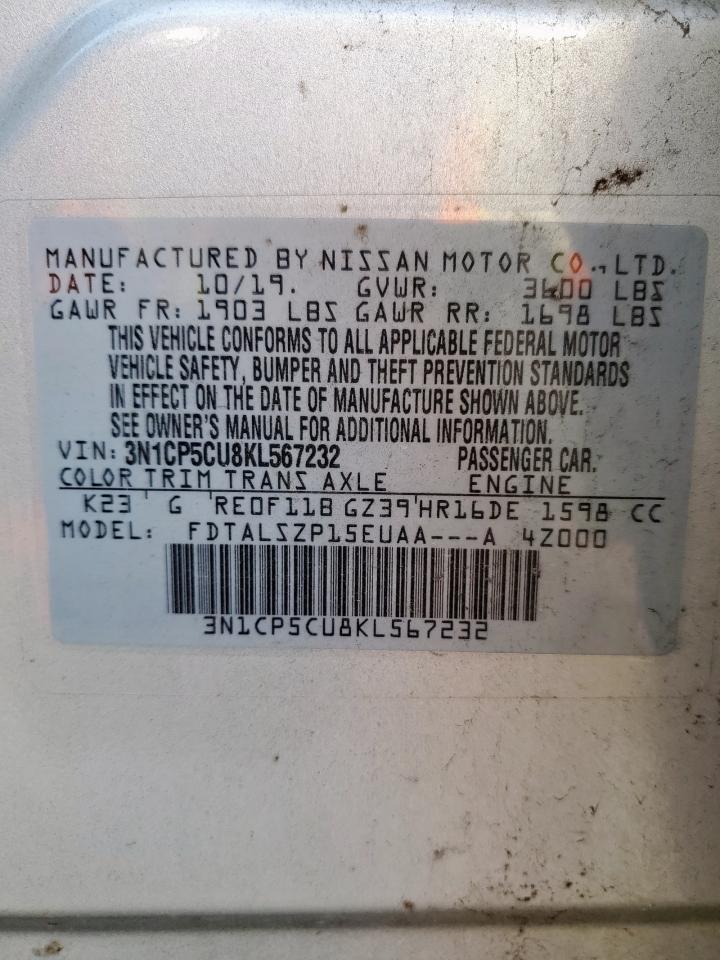 MANUFACTURED BY NISSAN MOTOR CO., LTD.
DATE: 10/19. GVWR: 3600 LBS
GAWR FR: 1903 LBS GAWR RR: 1698 LBS
THIS VEHICLE CONFORMS TO ALL APPLICABLE FEDERAL MOTOR
VEHICLE SAFETY, BUMPER AND THEFT PREVENTION STANDARDS
IN EFFECT ON THE DATE OF MANUFACTURE SHOWN ABOVE.
SEE OWNER'S MANUAL FOR ADDITIONAL INFORMATION.
VIN: 3N1CP5CU8KL567232 PASSENGER CAR.
COLOR TRIM TRANS AXLE ENGINE
K23 G RE0F11B GZ39 HR16DE 1598 CC
MODEL: FDTALSZP15EUAA---A 4Z000
3N1CP5CU8KL567232